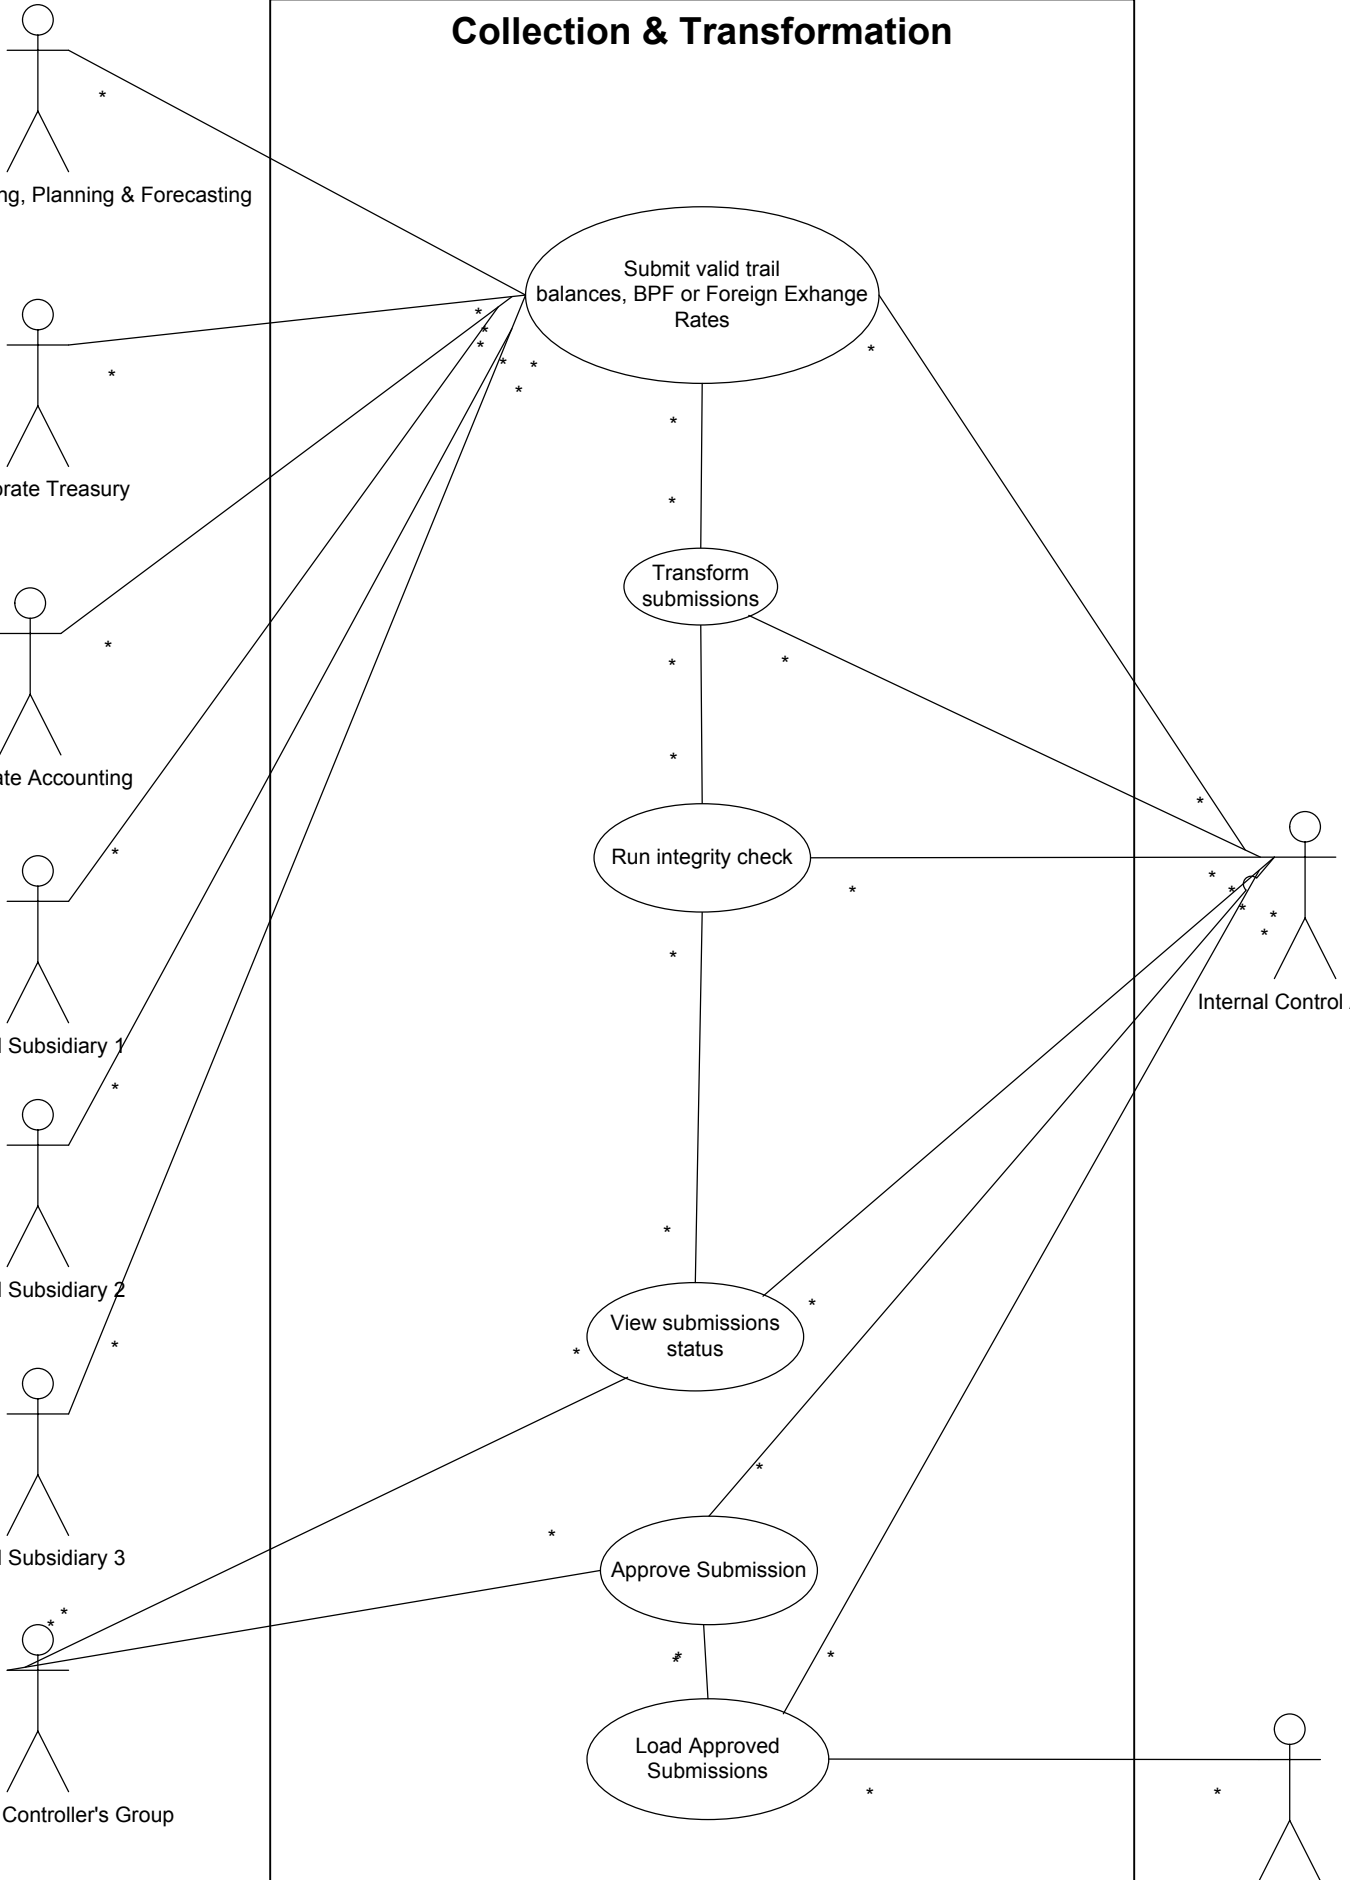 Collection & Transformation
ng, Planning & Forecasting
Submit valid trail
balances, BPF or Foreign Exhange
Rates
orate Treasury
Transform
submissions
ate Accounting
Run integrity check
Internal Control
l Subsidiary 1
l Subsidiary 2
View submissions
status
l Subsidiary 3
Approve Submission
Load Approved
Submissions
Controller's Group